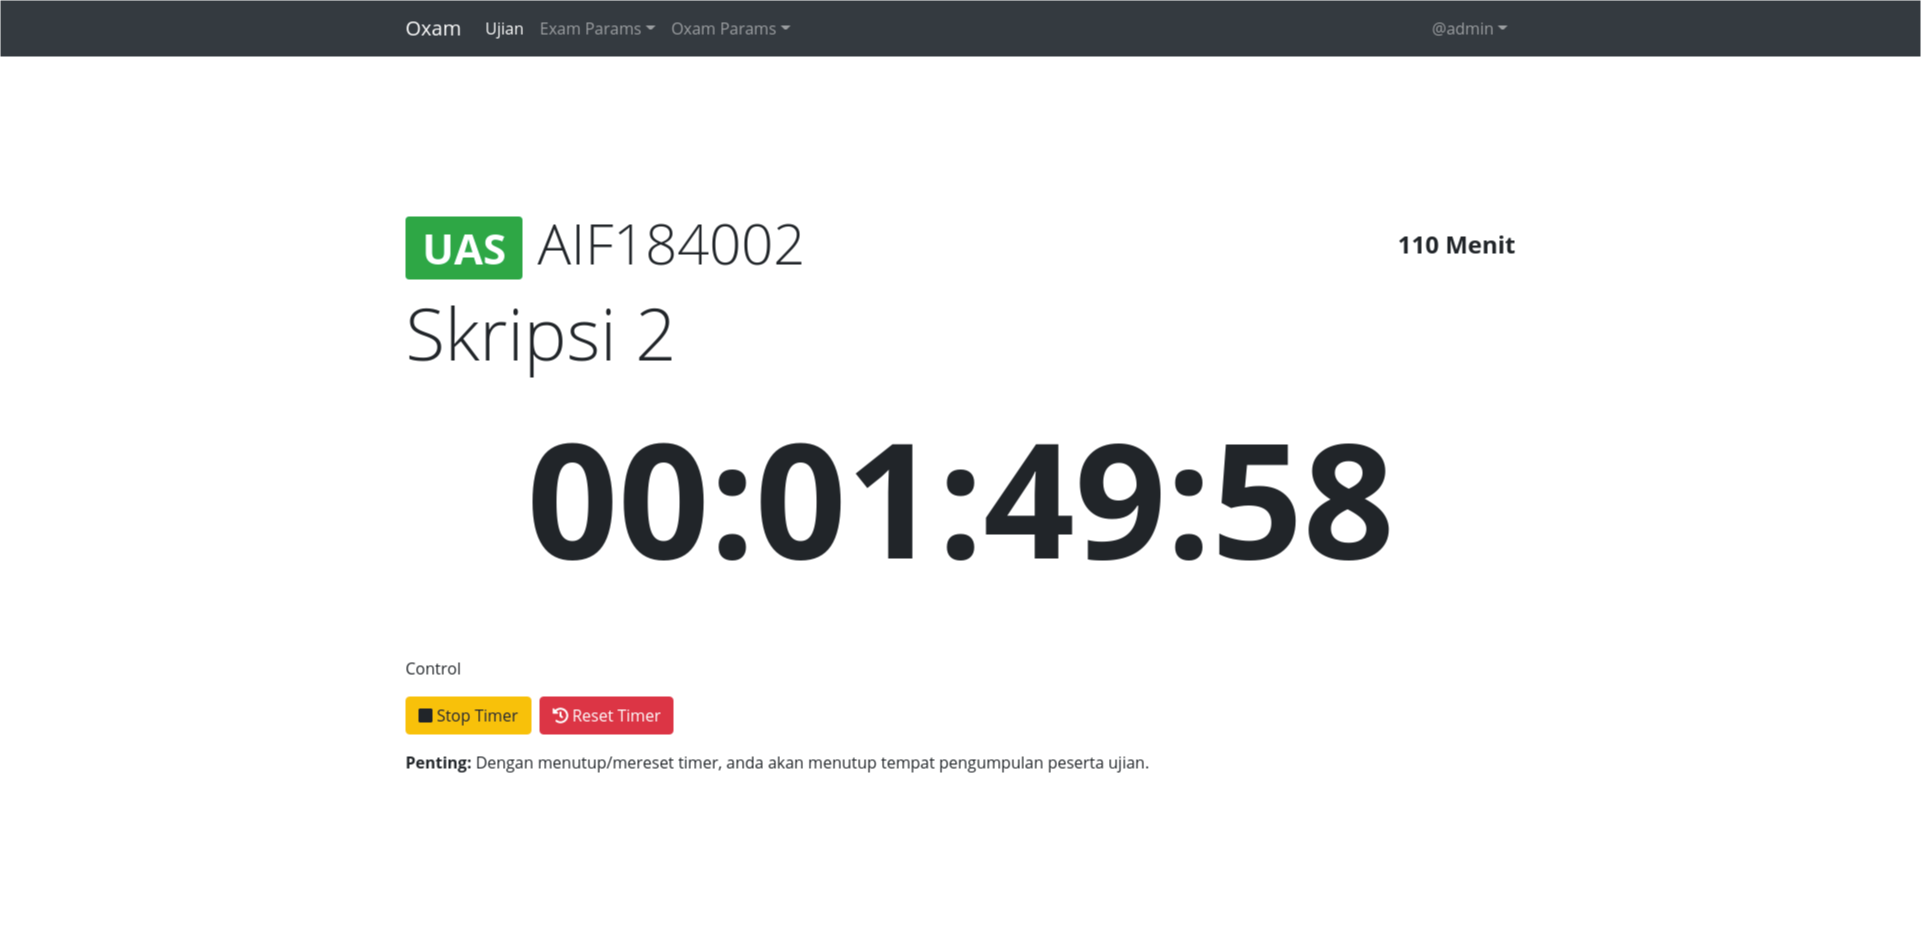 Oxam Ujian Exam Params Oxam Params @admin
UAS AIF184002 110 Menit
Skripsi 2
00:01:49:58
Control
Stop Timer Reset Timer
Penting: Dengan menutup/mereset timer, anda akan menutup tempat pengumpulan peserta ujian.